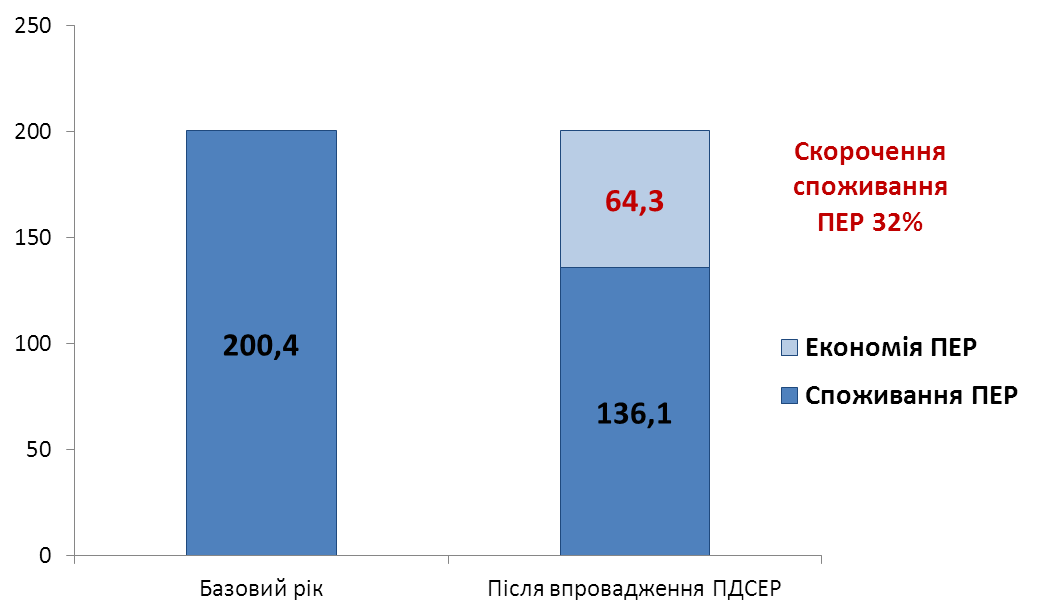 250
200
150
100
50
0
200,4
64,3
136,1
Базовий рік
Після впровадження ПДСЕР
Скорочення
споживання
ПЕР 32%
Економія ПЕР
Споживання ПЕР